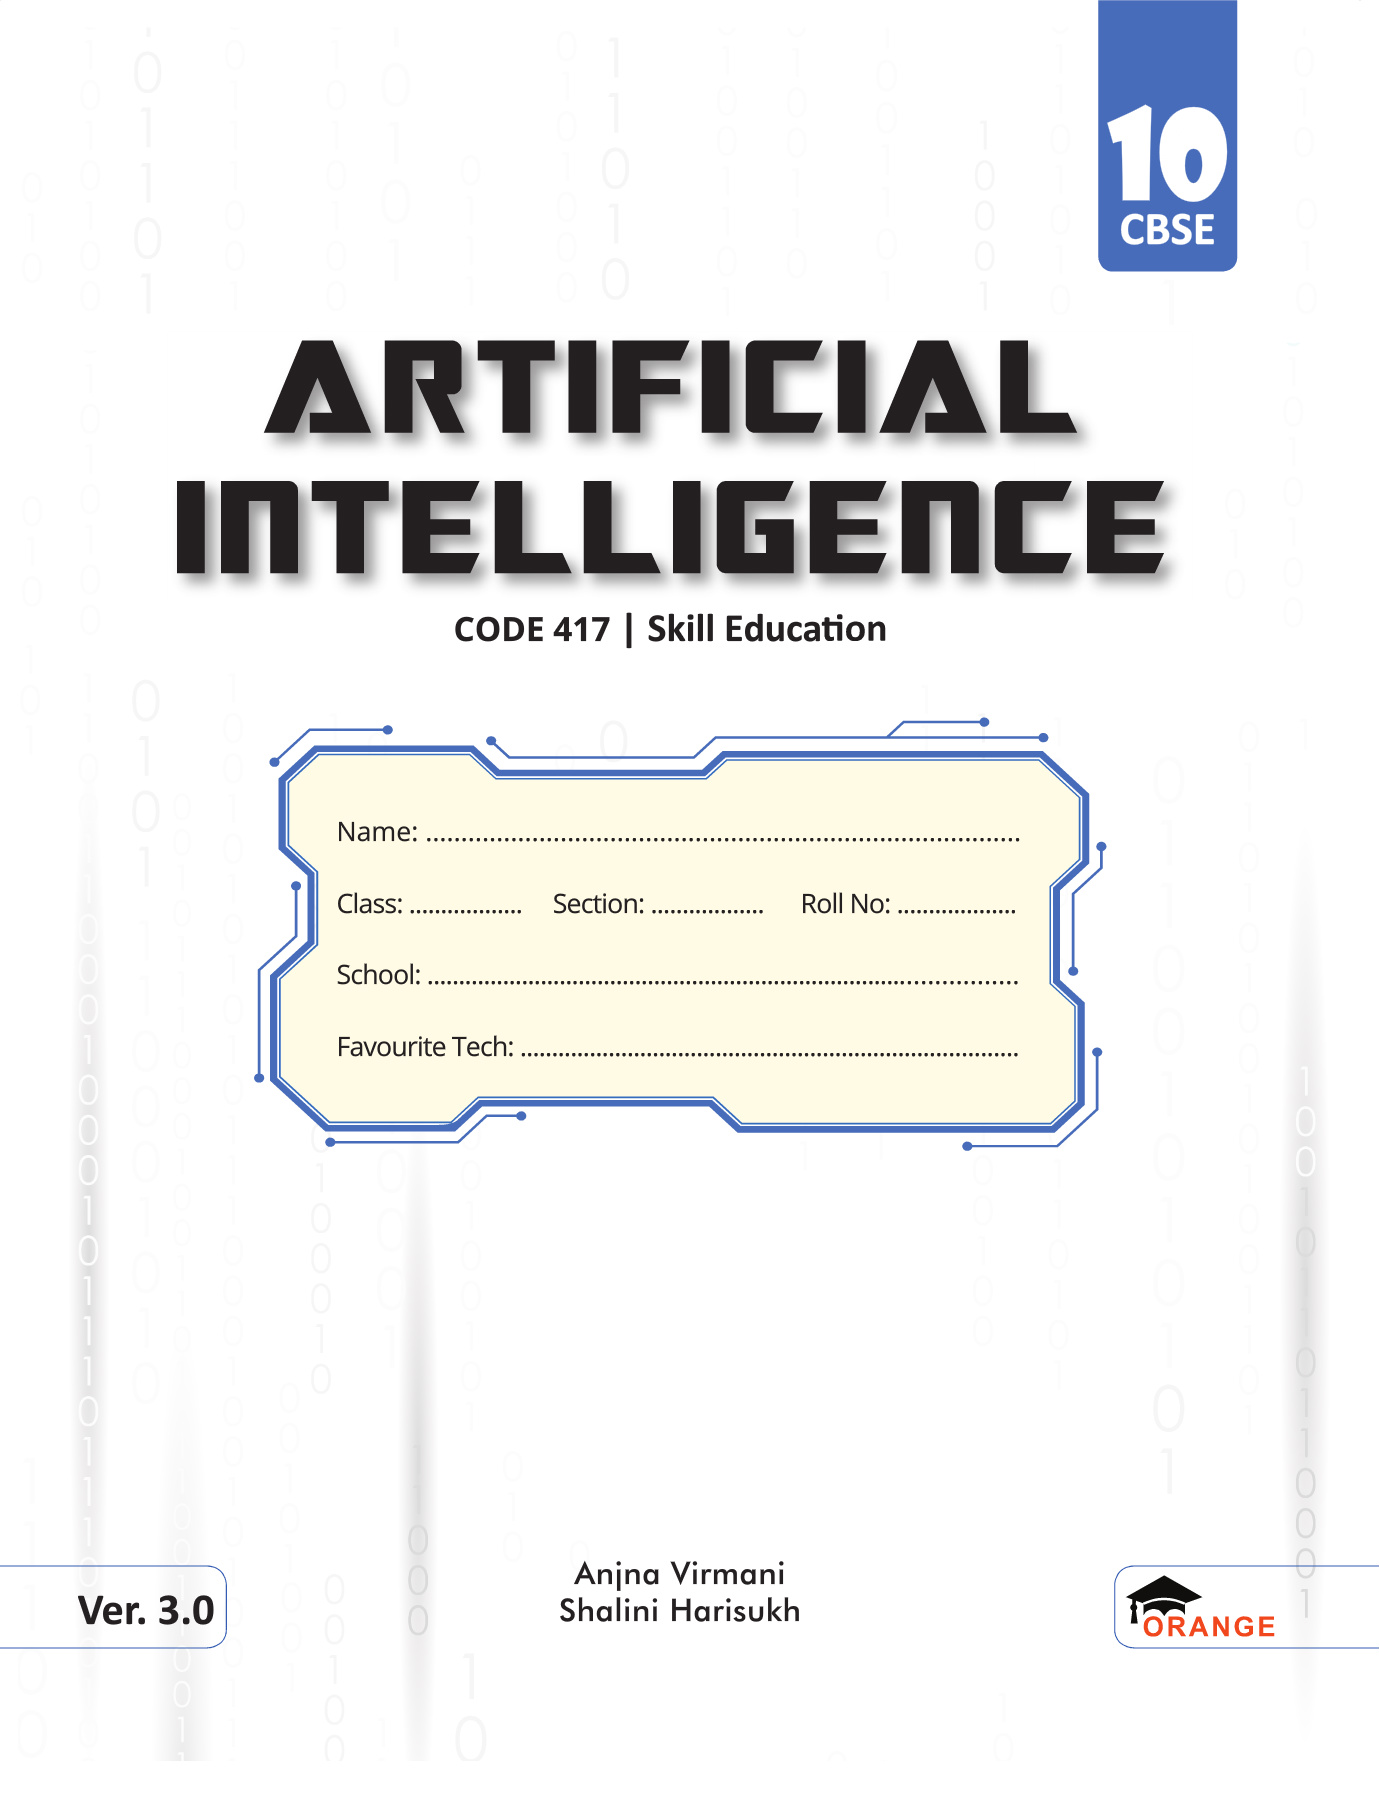 10
CBSE
ARTIFICIAL
INTELLIGENCE
CODE 417 | Skill Education
Name: ....................................................................................
Class: .................. Section: .................. Roll No: ...................
School: ....................................................................................
Favourite Tech: ....................................................................................
Anjna Virmani
Shalini Harisukh
Ver. 3.0
ORANGE